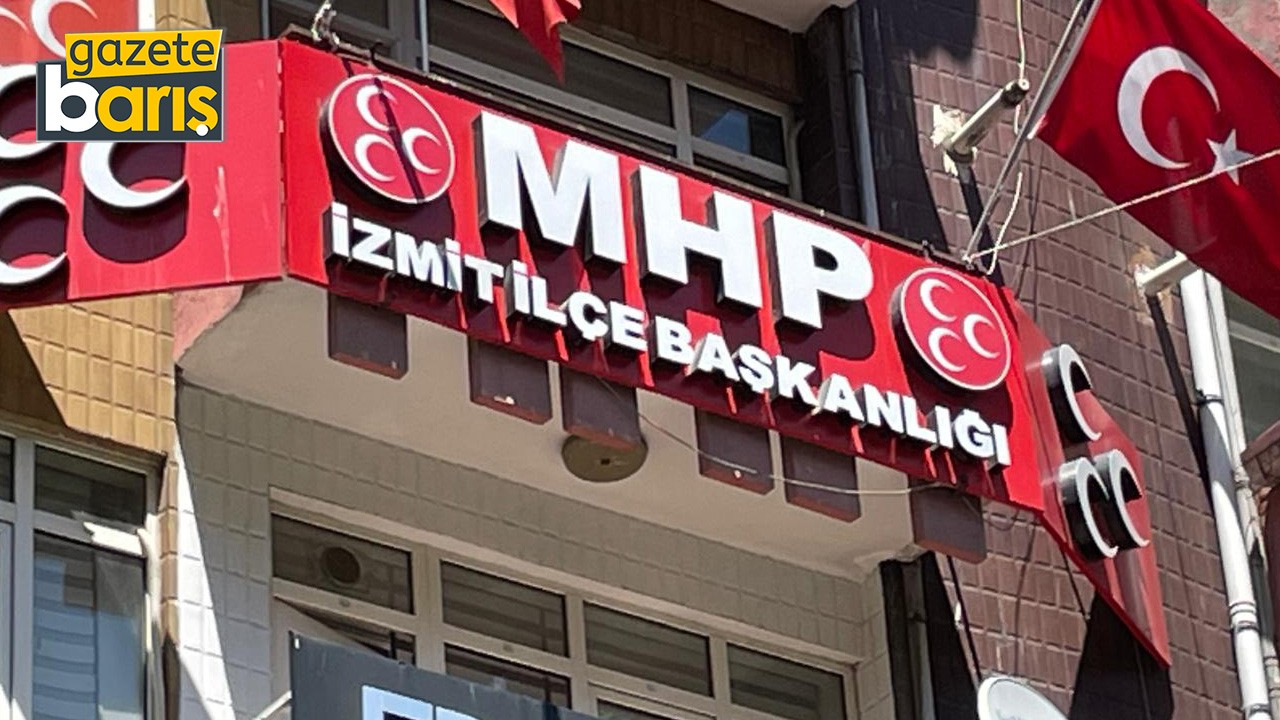 gazete
barış
MHP
İZMİT İLÇE BAŞKANLIĞI